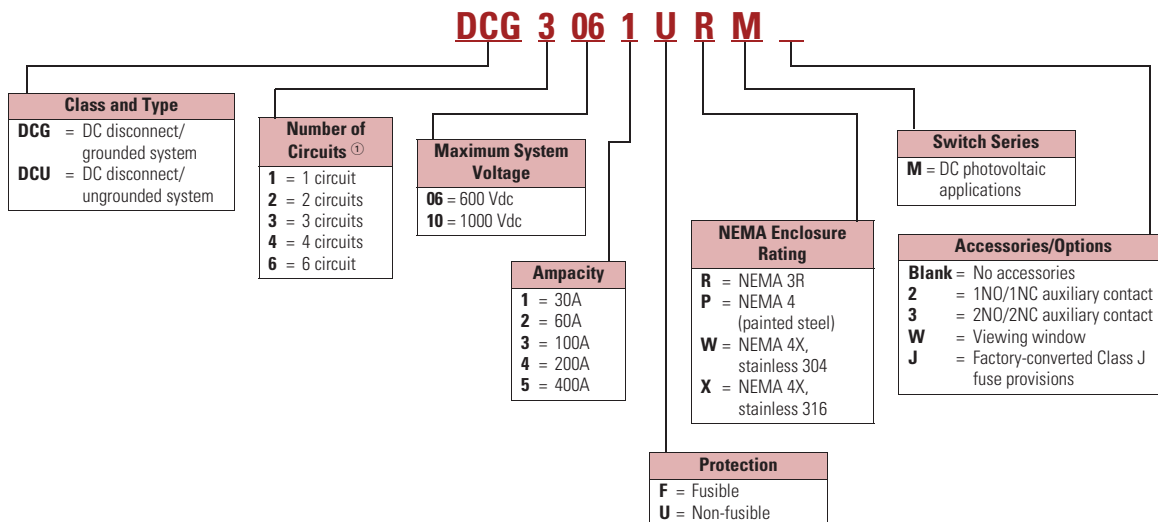 DCG 3 06 1 U R M
Class and Type
DCG = DC disconnect/
grounded system
DCU = DC disconnect/
ungrounded system
Number of
Circuits ①
1 = 1 circuit
2 = 2 circuits
3 = 3 circuits
4 = 4 circuits
6 = 6 circuit
Maximum System
Voltage
06 = 600 Vdc
10 = 1000 Vdc
Ampacity
1 = 30A
2 = 60A
3 = 100A
4 = 200A
5 = 400A
Protection
F = Fusible
U = Non-fusible
NEMA Enclosure
Rating
R = NEMA 3R
P = NEMA 4
(painted steel)
W = NEMA 4X,
stainless 304
X = NEMA 4X,
stainless 316
Switch Series
M = DC photovoltaic
applications
Accessories/Options
Blank = No accessories
2 = 1NO/1NC auxiliary contact
3 = 2NO/2NC auxiliary contact
W = Viewing window
J = Factory-converted Class J
fuse provisions